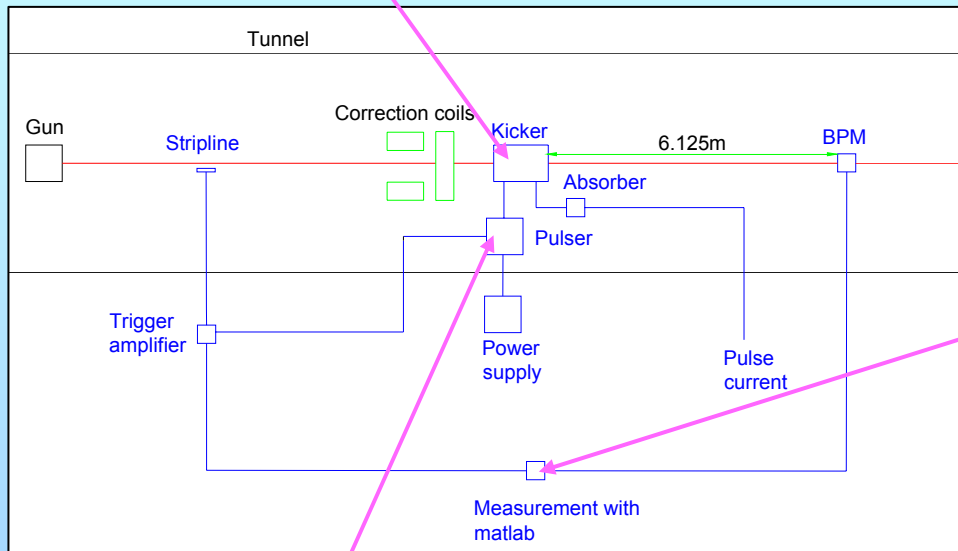 Tunnel
Correction coils
Gun
Stripline
Kicker
6.125m
BPM
Absorber
Pulser
Trigger
amplifier
Power
supply
Pulse
current
Measurement with
matlab